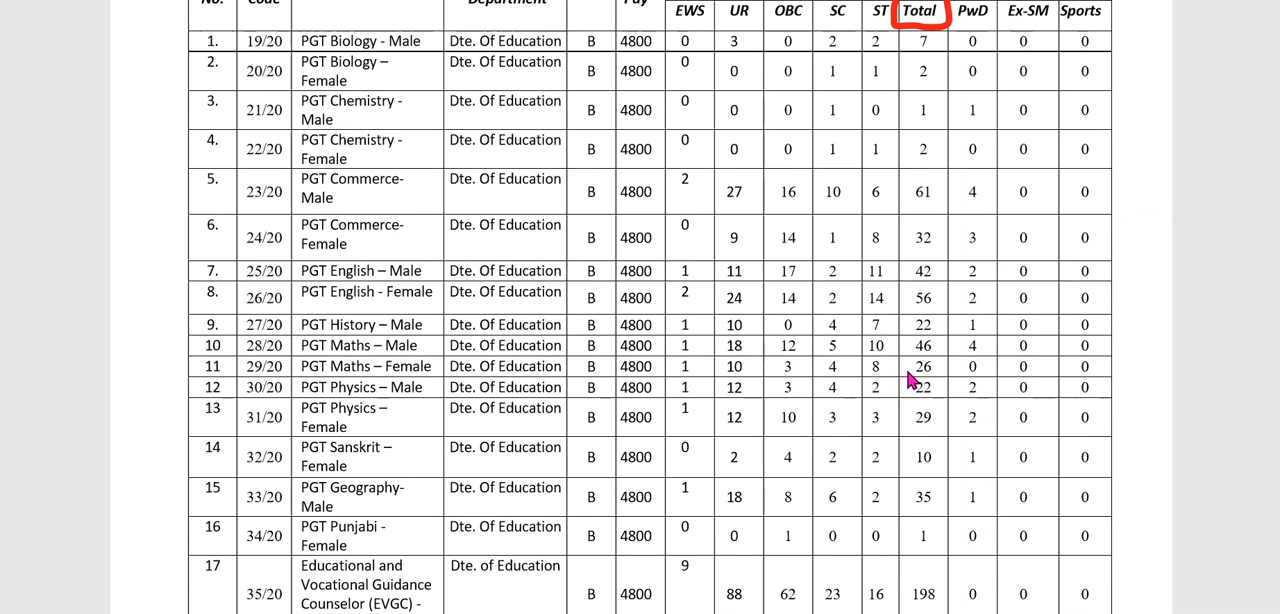 No. Code Department Pay
EWS UR OBC SC ST Total PwD Ex-SM Sports
1. 19/20 PGT Biology - Male Dte. Of Education B 4800 0 3 0 2 2 7 0 0 0
2. 20/20 PGT Biology – Dte. Of Education B 4800 0 0 0 1 1 2 0 0 0
Female
3. 21/20 PGT Chemistry - Dte. Of Education B 4800 0 0 0 1 0 1 1 0 0
Male
4. 22/20 PGT Chemistry - Dte. Of Education B 4800 0 0 0 1 1 2 0 0 0
Female
5. 23/20 PGT Commerce- Dte. Of Education B 4800 2 27 16 10 6 61 4 0 0
Male
6. 24/20 PGT Commerce- Dte. Of Education B 4800 0 9 14 1 8 32 3 0 0
Female
7. 25/20 PGT English – Male Dte. Of Education B 4800 1 11 17 2 11 42 2 0 0
8. 26/20 PGT English - Female Dte. Of Education B 4800 2 24 14 2 14 56 2 0 0
9. 27/20 PGT History – Male Dte. Of Education B 4800 1 10 0 4 7 22 1 0 0
10 28/20 PGT Maths – Male Dte. Of Education B 4800 1 18 12 5 10 46 4 0 0
11 29/20 PGT Maths – Female Dte. Of Education B 4800 1 10 3 4 8 26 0 0 0
12 30/20 PGT Physics – Male Dte. Of Education B 4800 1 12 3 4 2 22 2 0 0
13 31/20 PGT Physics – Dte. Of Education B 4800 1 12 10 3 3 29 2 0 0
Female
14 32/20 PGT Sanskrit – Dte. Of Education B 4800 0 2 4 2 2 10 1 0 0
Female
15 33/20 PGT Geography- Dte. Of Education B 4800 1 18 8 6 2 35 1 0 0
Male
16 34/20 PGT Punjabi - Dte. Of Education B 4800 0 0 1 0 0 1 0 0 0
Female
17 35/20 Educational and Dte. of Education B 4800 9 88 62 23 16 198 0 0 0
Vocational Guidance
Counselor (EVGC) -